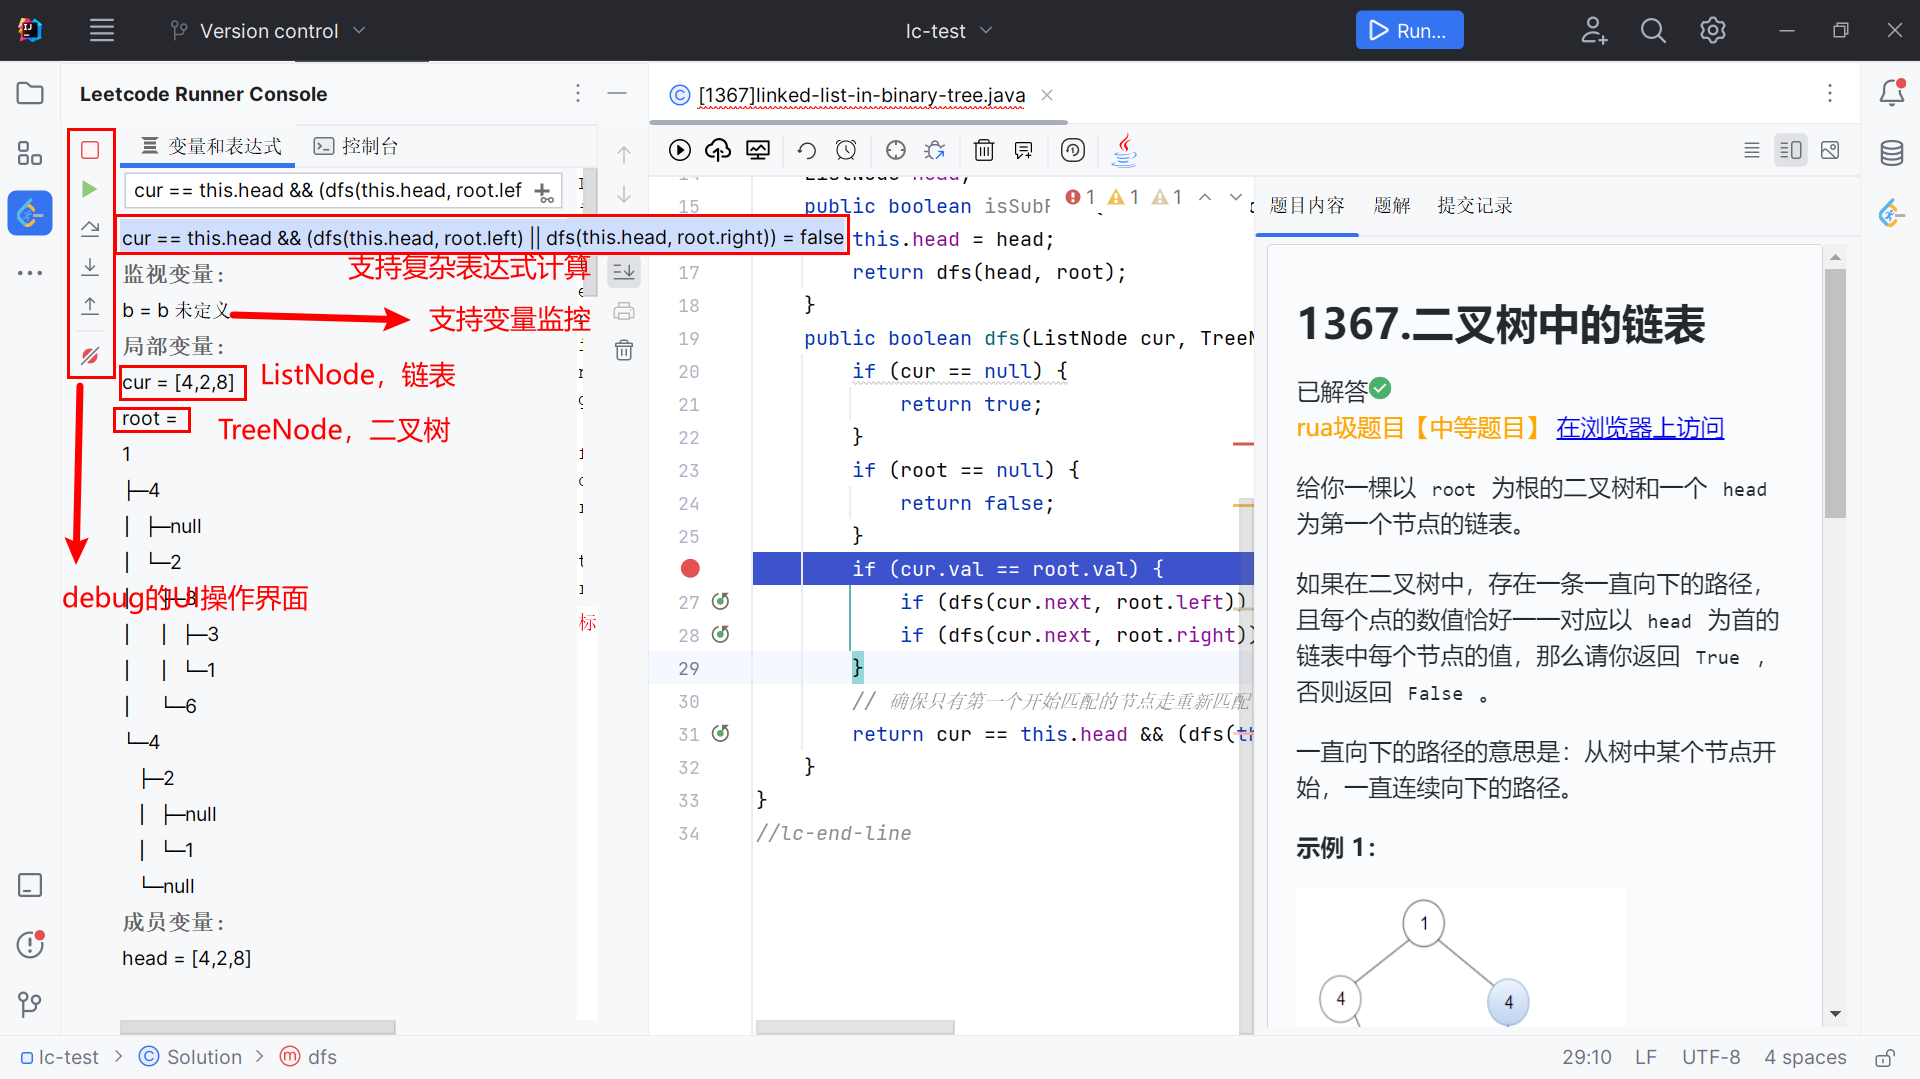 Version control
lc-test
Run...
Leetcode Runner Console
变量和表达式
控制台
cur == this.head && (dfs(this.head, root.lef
cur == this.head && (dfs(this.head, root.left) || dfs(this.head, root.right)) = false
支持复杂表达式计算
监视变量：
b = b 未定义
支持变量监控
局部变量：
cur = [4,2,8]
ListNode，链表
root =
TreeNode，二叉树
1
├─4
│ ├─null
│ └─2
debug的UI操作界面
│ │ ├─3
│ │ └─1
│ └─6
└─4
├─2
│ ├─null
│ └─1
└─null
成员变量：
head = [4,2,8]
标
[1367]linked-list-in-binary-tree.java
1 1 1
15 public boolean isSubP
this.head = head;
17 return dfs(head, root);
18 }
19 public boolean dfs(ListNode cur, TreeN
20 if (cur == null) {
21 return true;
22 }
23 if (root == null) {
24 return false;
25 }
if (cur.val == root.val) {
27 if (dfs(cur.next, root.left))
28 if (dfs(cur.next, root.right))
29 }
30 // 确保只有第一个开始匹配的节点走重新匹配
31 return cur == this.head && (dfs(th
32 }
33 }
34 //lc-end-line
题目内容 题解 提交记录
1367.二叉树中的链表
已解答
rua圾题目【中等题目】 在浏览器上访问
给你一棵以 root 为根的二叉树和一个 head
为第一个节点的链表。
如果在二叉树中，存在一条一直向下的路径，
且每个点的数值恰好一一对应以 head 为首的
链表中每个节点的值，那么请你返回 True ，
否则返回 False 。
一直向下的路径的意思是：从树中某个节点开
始，一直连续向下的路径。
示例 1：
1
4
4
lc-test > Solution > dfs
29:10 LF UTF-8 4 spaces